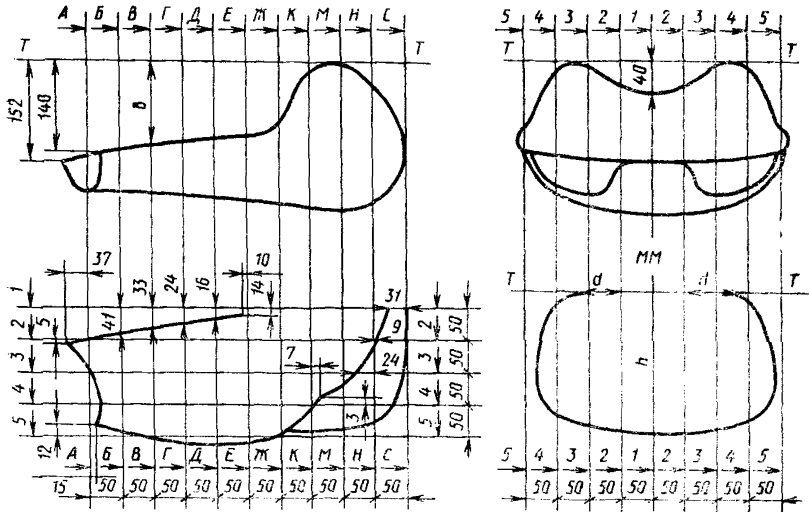 А Б В Г Д Е Ж К М Н С
5 4 3 2 1 2 3 4 5
Т Т
Т Т
152 140 в
40
мм
37 10
1 41 33 24 16 14 31
2 5 9 2 50
3 7 24 3 50
4 4 50
5 3 5 50
12
Т d d Т
h
А Б В Г Д Е Ж К М Н С
15 50 50 50 50 50 50 50 50 50 50
5 4 3 2 1 2 3 4 5
50 50 50 50 50 50 50 50